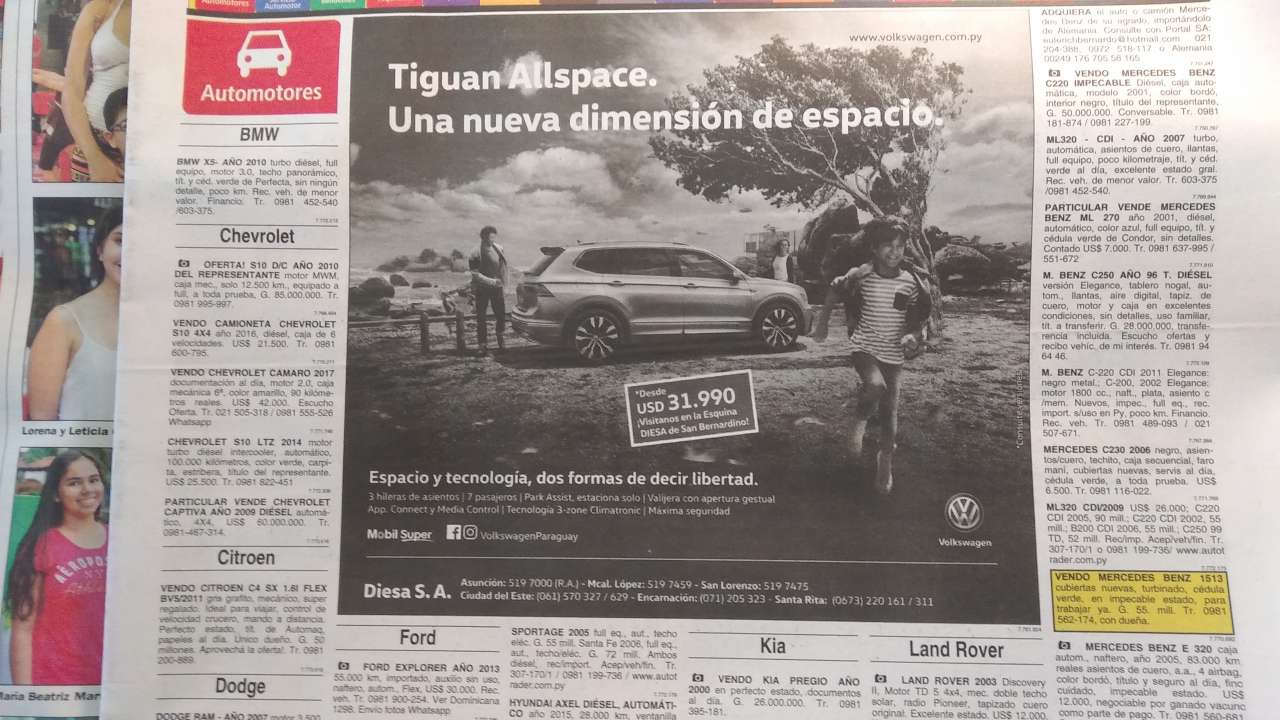 Automotores
Servicio
Automotor
Automotores
BMW
BMW X5- AÑO 2010 turbo diésel, full
equipo, motor 3.0, techo panorámico,
tít. y céd. verde de Perfecta, sin ningún
detalle, poco km. Rec. veh. de menor
valor. Financio. Tr. 0981 452-540
/603-375.
Chevrolet
OFERTA! S10 D/C AÑO 2010
DEL REPRESENTANTE motor MWM,
caja mec., solo 12.500 km., equipado a
full, a toda prueba, G. 85.000.000. Tr.
0981 995-997.
VENDO CAMIONETA CHEVROLET
S10 4X4 año 2016, diésel, caja de 6
velocidades. US$ 21.500. Tr. 0981
600-795.
VENDO CHEVROLET CAMARO 2017
documentación al día, motor 2.0, caja
mecánica 6ª, color amarillo, 90 kilóme-
tros reales. US$ 42.000. Escucho
Oferta. Tr. 021 505-318 / 0981 555-526
Whatsapp
CHEVROLET S10 LTZ 2014 motor
turbo diésel intercooler, automático,
100.000 kilómetros, color verde, carpi-
ta, estribera, título del representante.
US$ 25.500. Tr. 0981 822-451
PARTICULAR VENDE CHEVROLET
CAPTIVA AÑO 2009 DIÉSEL automá-
tico, 4X4, US$ 60.000.000. Tr.
0981-467-314.
Citroen
VENDO CITROEN C4 SX 1.6I FLEX
BVS/2011 gris grafito, mecánico, súper
regalado. Ideal para viajar, control de
velocidad crucero, mando a distancia.
Perfecto estado, tít. de Automaq,
papeles al día. Único dueño. G. 50
millones. Aprovechá la oferta!. Tr. 0981
200-889.
Dodge
DODGE RAM - AÑO 2007 motor 3.500
Lorena y Leticia
AÉROPOS
María Beatriz Mar
www.volkswagen.com.py
Tiguan Allspace.
Una nueva dimensión de espacio.
*Desde
USD 31.990
¡Visitanos en la Esquina
DIESA de San Bernardino!
Espacio y tecnología, dos formas de decir libertad.
3 hileras de asientos | 7 pasajeros | Park Assist, estaciona solo | Valijera con apertura gestual
App. Connect y Media Control | Tecnología 3-zone Climatronic | Máxima seguridad
Mobil Super VolkswagenParaguay
Volkswagen
Diesa S. A. Asunción: 519 7000 (R.A.) - Mcal. López: 519 7459 - San Lorenzo: 519 7475
Ciudad del Este: (061) 570 327 / 629 - Encarnación: (071) 205 323 - Santa Rita: (0673) 220 161 / 311
Ford
FORD EXPLORER AÑO 2013
55.000 km, importado, auxilio sin uso,
naftero, autom., Flex, US$ 30.000. Rec.
veh. Tr. 0981 900-254. Ver Dominicana
1298. Envío fotos Whatsapp
SPORTAGE 2005 full eq., aut., techo
eléc. G. 55 mill. Santa Fe 2006, full eq.,
aut., techo/eléc. G. 72 mill. Ambos
diésel, rec/import. Acep/veh/fin. Tr.
307-170/1 / 0981 199-736 / www.autot
rader.com.py
HYUNDAI AXEL DIÉSEL, AUTOMÁTI-
CO año 2015, 28.000 km, ventanilla
Kia
VENDO KIA PREGIO AÑO
2000 en perfecto estado, documentos
al día. G. 26.000.000. Tr. 0981
395-181.
Land Rover
LAND ROVER 2003 Discovery
II, Motor TD 5 4x4, mec. doble techo
solar, radio Pioneer, tapizado cuero
original. Excelente estado. US$ 12.000.
ADQUIERA el auto o camión Merce-
des Benz de su agrado, importándolo
de Alemania. Consulte con Portal SA:
eulerichbernardo@hotmail.com 021
204-388, 0972 518-117 o Alemania
00249 176 705 58 165
VENDO MERCEDES BENZ
C220 IMPECABLE Diésel, caja auto-
mática, modelo 2001, color bordó,
interior negro, título del representante,
G. 50.000.000. Conversable. Tr. 0981
181-874 / 0981 227-199.
ML320 - CDI - AÑO 2007 turbo,
automática, asientos de cuero, llantas,
full equipo, poco kilometraje, tít. y céd.
verde al día, excelente estado gral.
Rec. veh. de menor valor. Tr. 603-375
/0981 452-540.
PARTICULAR VENDE MERCEDES
BENZ ML 270 año 2001, diésel,
automático, color azul, full equipo, tít. y
cédula verde de Condor, sin detalles.
Contado US$ 7.000. Tr. 0981 637-995 /
551-672
M. BENZ C250 AÑO 96 T. DIÉSEL
versión Elegance, tablero nogal, au-
tom., llantas, aire digital, tapiz. de
cuero, motor y caja en excelentes
condiciones, sin detalles, uso familiar,
tít. a transferir. G. 28.000.000, transfe-
rencia incluida. Escucho ofertas y
recibo vehic. de mi interés. Tr. 0981 94
64 46.
M. BENZ C-220 CDI 2011 Elegance:
negro metal.; C-200, 2002 Elegance:
motor 1800 cc., naft., plata, asiento c
/mem. Nuevos, impec., full eq., rec.
import. s/uso en Py, poco km. Financio.
Rec. menor. Tr. 0981 489-093 / 021
507-671.
MERCEDES C230 2006 negro, asien-
tos/cuero, techito, caja secuencial, faro
maní, cubiertas nuevas, servis al día,
cédula verde, a toda prueba. US$
6.500. Tr. 0981 116-022.
ML320 CDI/2009 US$ 26.000; C220
CDI 2005, 90 mill.; C220 CDI 2002, 55
mill.; B200 CDI 2006, 55 mill.; C250 99
TD, 52 mill. Rec/imp. Acep/veh/fin. Tr.
307-170/1 o 0981 199-736/ www.autot
rader.com.py
VENDO MERCEDES BENZ 1513
cubiertas nuevas, turbinado, cédula
verde, en impecable estado, para
trabajar ya. G. 55. mill. Tr. 0981
562-174, con dueña.
MERCEDES BENZ E 320 caja
autom., naftero, año 2005, 83.000 km.
reales asientos de cuero, a.a., 4 airbag,
color bordó, título y seguro al día, fino
cuidado, impecable estado. US$
12.000, negociable por ganado vacuno
como parte de pago. Tr. 0981